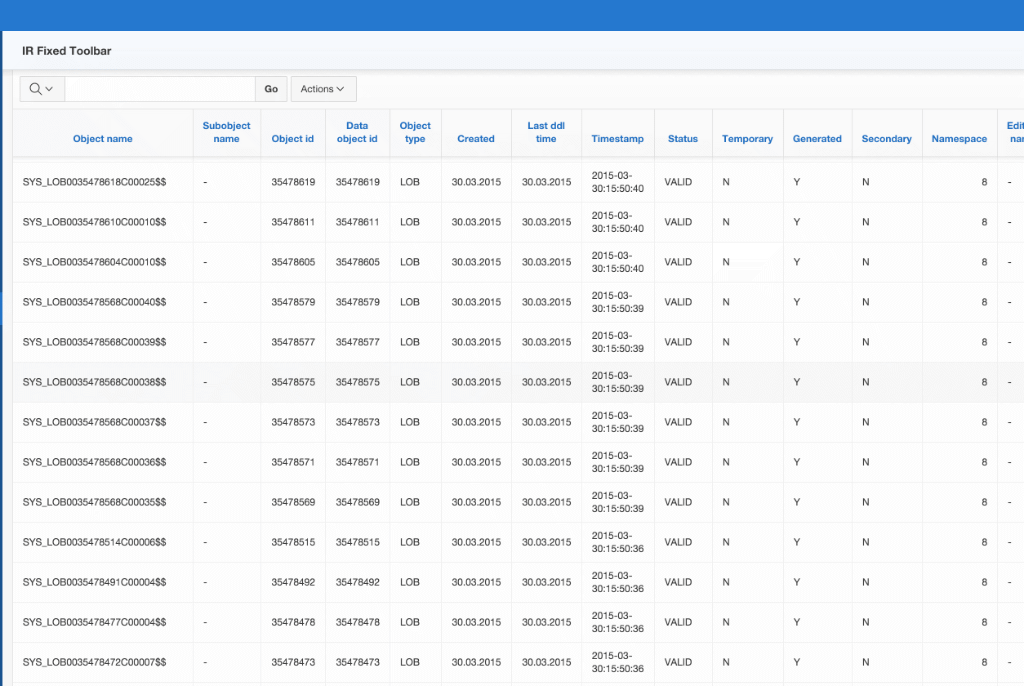 IR Fixed Toolbar
Go Actions
Object name Subobject name Object id Data object id Object type Created Last ddl time Timestamp Status Temporary Generated Secondary Namespace
SYS_LOB0035478618C00025$$ - 35478619 35478619 LOB 30.03.2015 30.03.2015 2015-03-30:15:50:40 VALID N Y N 8 -
SYS_LOB0035478610C00010$$ - 35478611 35478611 LOB 30.03.2015 30.03.2015 2015-03-30:15:50:40 VALID N Y N 8 -
SYS_LOB0035478604C00010$$ - 35478605 35478605 LOB 30.03.2015 30.03.2015 2015-03-30:15:50:40 VALID N Y N 8 -
SYS_LOB0035478568C00040$$ - 35478579 35478579 LOB 30.03.2015 30.03.2015 2015-03-30:15:50:39 VALID N Y N 8 -
SYS_LOB0035478568C00039$$ - 35478577 35478577 LOB 30.03.2015 30.03.2015 2015-03-30:15:50:39 VALID N Y N 8 -
SYS_LOB0035478568C00038$$ - 35478575 35478575 LOB 30.03.2015 30.03.2015 2015-03-30:15:50:39 VALID N Y N 8 -
SYS_LOB0035478568C00037$$ - 35478573 35478573 LOB 30.03.2015 30.03.2015 2015-03-30:15:50:39 VALID N Y N 8 -
SYS_LOB0035478568C00036$$ - 35478571 35478571 LOB 30.03.2015 30.03.2015 2015-03-30:15:50:39 VALID N Y N 8 -
SYS_LOB0035478568C00035$$ - 35478569 35478569 LOB 30.03.2015 30.03.2015 2015-03-30:15:50:39 VALID N Y N 8 -
SYS_LOB0035478514C00006$$ - 35478515 35478515 LOB 30.03.2015 30.03.2015 2015-03-30:15:50:36 VALID N Y N 8 -
SYS_LOB0035478491C00004$$ - 35478492 35478492 LOB 30.03.2015 30.03.2015 2015-03-30:15:50:36 VALID N Y N 8 -
SYS_LOB0035478477C00004$$ - 35478478 35478478 LOB 30.03.2015 30.03.2015 2015-03-30:15:50:36 VALID N Y N 8 -
SYS_LOB0035478472C00007$$ - 35478473 35478473 LOB 30.03.2015 30.03.2015 2015-03-30:15:50:36 VALID N Y N 8 -